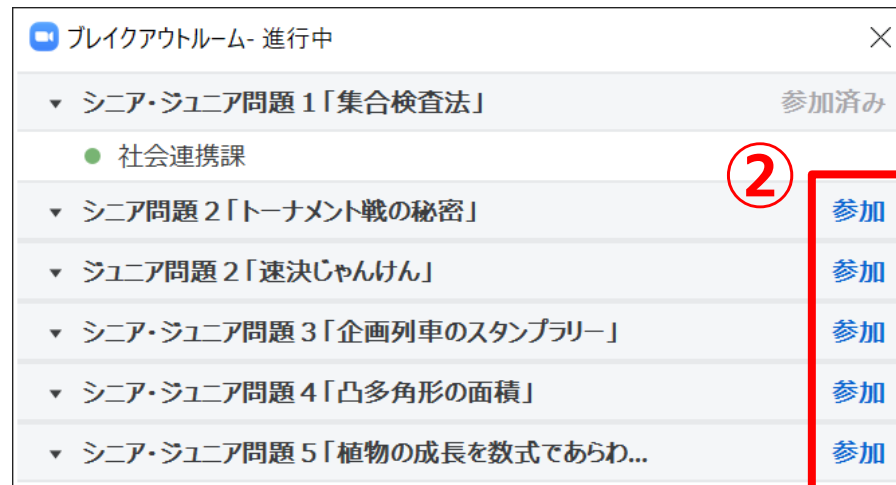 ブレイクアウトルーム- 進行中
シニア・ジュニア問題1「集合検査法」 参加済み
社会連携課
②
シニア問題2「トーナメント戦の秘密」 参加
ジュニア問題2「速決じゃんけん」 参加
シニア・ジュニア問題3「企画列車のスタンプラリー」 参加
シニア・ジュニア問題4「凸多角形の面積」 参加
シニア・ジュニア問題5「植物の成長を数式であらわ... 参加